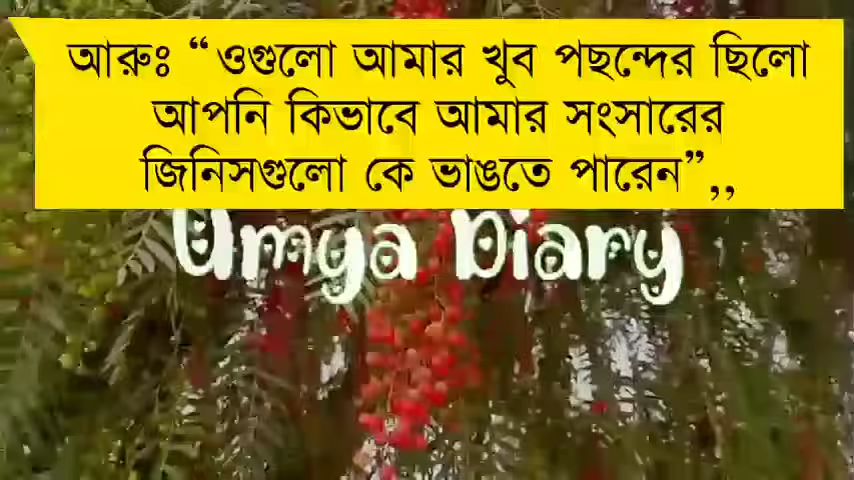 আরুঃ “ওগুলো আমার খুব পছন্দের ছিলো
আপনি কিভাবে আমার সংসারের
জিনিসগুলো কে ভাঙতে পারেন”,,
Umya Diary